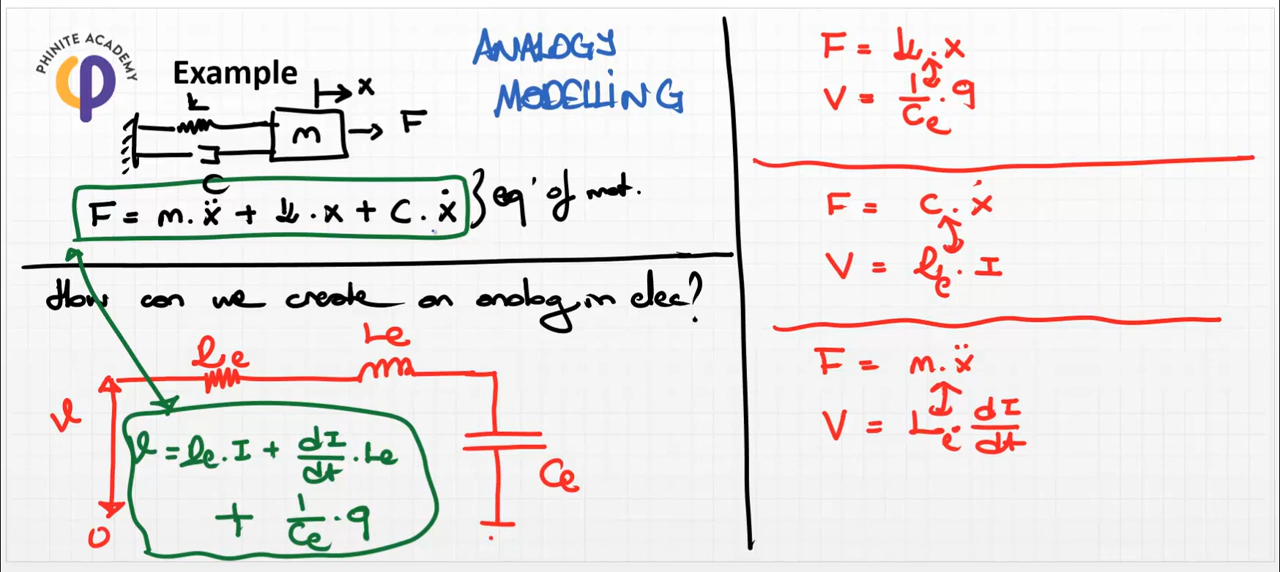 PHINITE ACADEMY
Example
ANALOGY
MODELLING
k
x
m
F
C
F = m.ẍ + k.x + C.ẋ } eqⁿ of mot.
How can we create an analog in elec?
Re
Le
V
V = Re.I + dI/dt.Le
+ 1/Ce.q
Ce
0
F = k.x
V = 1/Ce.q
F = C.ẋ
V = Re.I
F = m.ẍ
V = Le.dI/dt